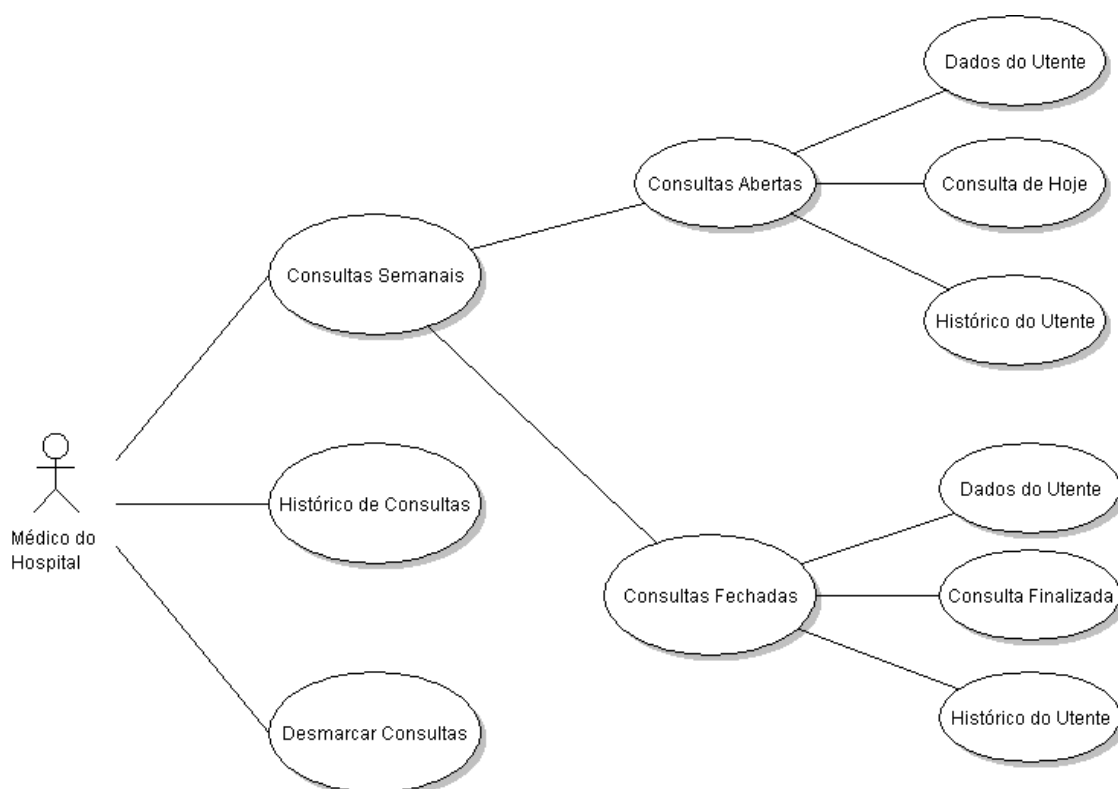 Dados do Utente
Consultas Abertas
Consulta de Hoje
Consultas Semanais
Histórico do Utente
Médico do
Hospital
Histórico de Consultas
Dados do Utente
Consultas Fechadas
Consulta Finalizada
Desmarcar Consultas
Histórico do Utente